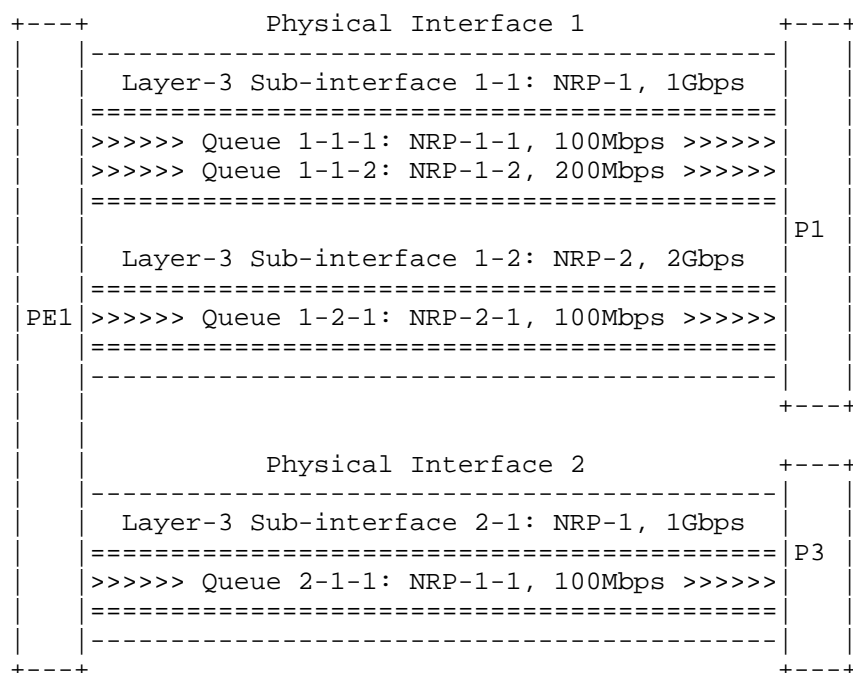 Physical Interface 1
Layer-3 Sub-interface 1-1: NRP-1, 1Gbps
>>>>>> Queue 1-1-1: NRP-1-1, 100Mbps >>>>>>
>>>>>> Queue 1-1-2: NRP-1-2, 200Mbps >>>>>>
P1
Layer-3 Sub-interface 1-2: NRP-2, 2Gbps
PE1 >>>>>> Queue 1-2-1: NRP-2-1, 100Mbps >>>>>>
Physical Interface 2
Layer-3 Sub-interface 2-1: NRP-1, 1Gbps
P3
>>>>>> Queue 2-1-1: NRP-1-1, 100Mbps >>>>>>